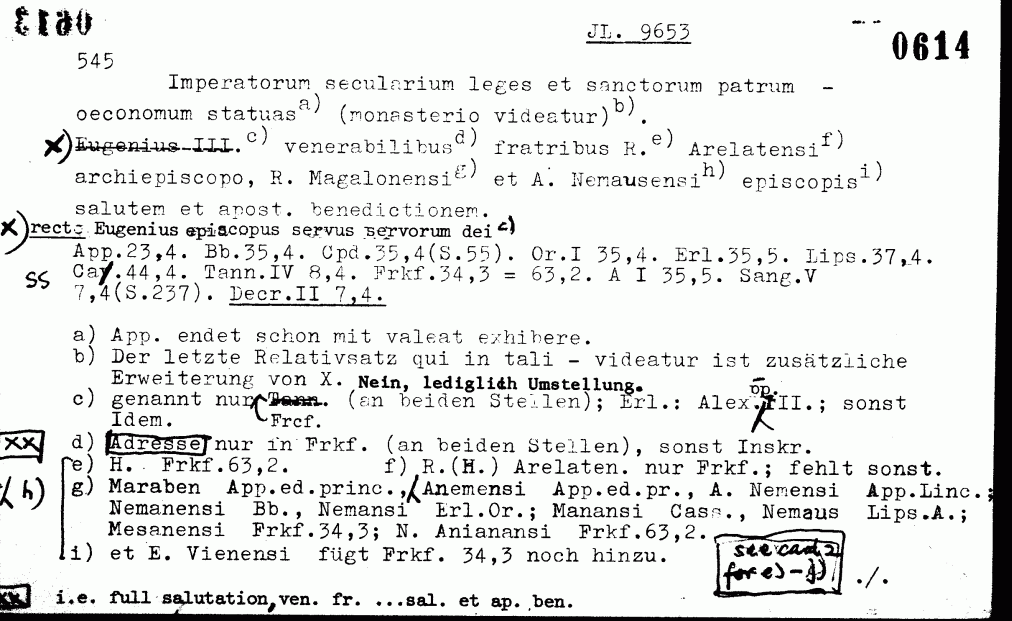 0613
JL. 9653
0614
545
Imperatorum secularium leges et sanctorum patrum -
oeconomum statuas a) (monasterio videatur) b).
x) Eugenius III. c) venerabilibus d) fratribus R. e) Arelatensi f)
archiepiscopo, R. Magalonensi g) et A. Nemausensi h) episcopis i)
salutem et apost. benedictionem.
x) recte Eugenius episcopus servus servorum dei c)
App.23,4. Bb.35,4. Cpd.35,4(S.55). Or.I 35,4. Erl.35,5. Lips.37,4.
ss Ca/.44,4. Tann.IV 8,4. Frkf.34,3 = 63,2. A I 35,5. Sang.V
7,4(S.237). Decr.II 7,4.
a) App. endet schon mit valeat exhibere.
b) Der letzte Relativsatz qui in tali - videatur ist zusätzliche
Erweiterung von X. Nein, lediglich Umstellung.
c) genannt nur Tann. (an beiden Stellen); Erl.: Alex. pp. III.; sonst
Idem. Frcf.
xx d) Adresse nur in Frkf. (an beiden Stellen), sonst Inskr.
e) H. Frkf.63,2. f) R.(H.) Arelaten. nur Frkf.; fehlt sonst.
h) g) Maraben App.ed.princ., Anemensi App.ed.pr., A. Nemensi App.Linc.;
Nemanensi Bb., Nemansi Erl.Or.; Manansi Cass., Nemaus Lips.A.;
Mesanensi Frkf.34,3; N. Anianansi Frkf.63,2.
i) et E. Vienensi fügt Frkf. 34,3 noch hinzu.
see card 2
for e) - i) ./.
xx i.e. full salutation, ven. fr. ...sal. et ap. ben.